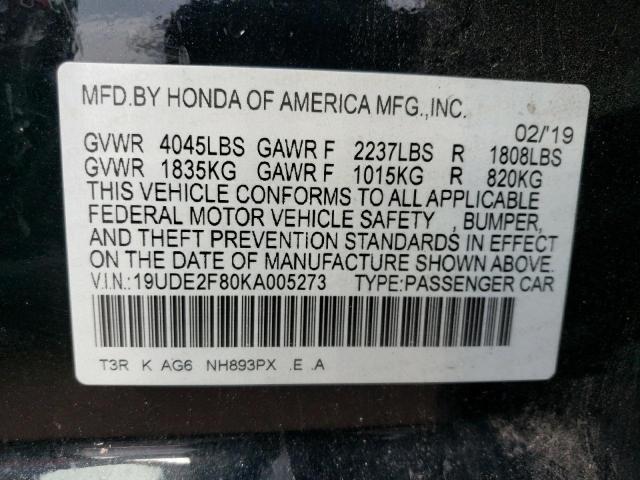 MFD. BY HONDA OF AMERICA MFG., INC.
02/'19
GVWR 4045LBS GAWR F 2237LBS R 1808LBS
GVWR 1835KG GAWR F 1015KG R 820KG
THIS VEHICLE CONFORMS TO ALL APPLICABLE
FEDERAL MOTOR VEHICLE SAFETY , BUMPER,
AND THEFT PREVENTION STANDARDS IN EFFECT
ON THE DATE OF MANUFACTURE SHOWN ABOVE.
V.I.N.:19UDE2F80KA005273 TYPE:PASSENGER CAR
T3R K AG6 NH893PX .E .A